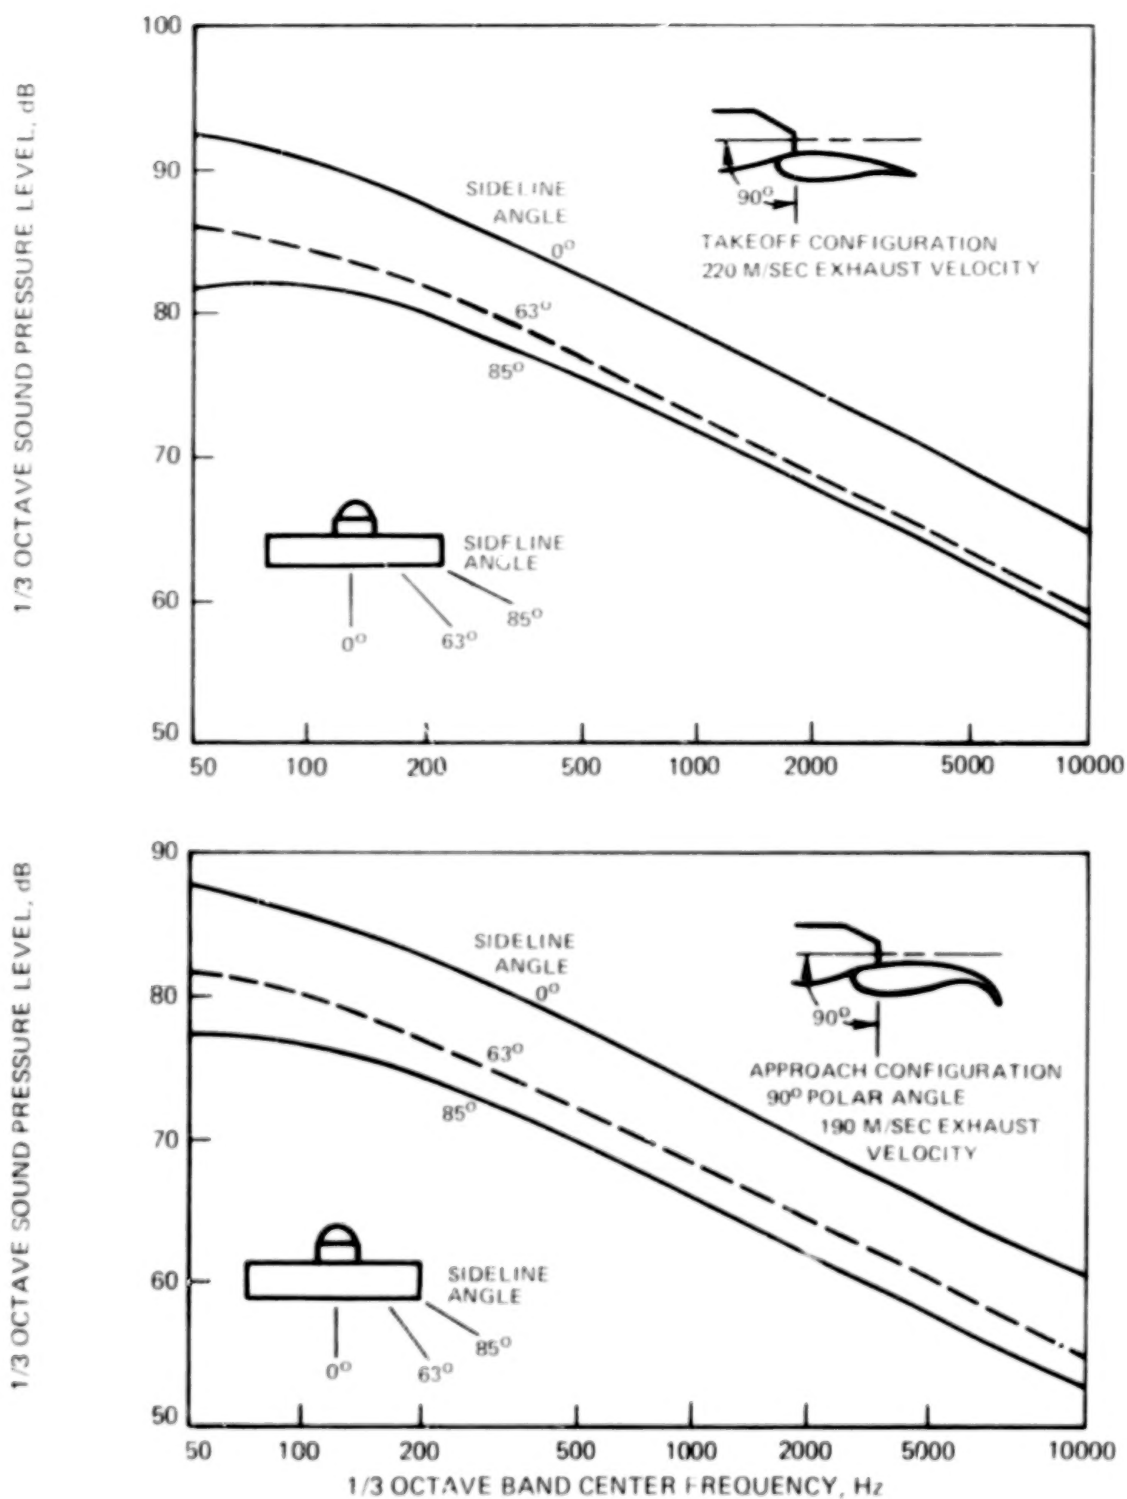 1/3 OCTAVE SOUND PRESSURE LEVEL, dB
100
90
80
70
60
50
SIDELINE
ANGLE
0°
63°
85°
90°
TAKEOFF CONFIGURATION
220 M/SEC EXHAUST VELOCITY
SIDELINE
ANGLE
0°
63°
85°
50 100 200 500 1000 2000 5000 10000
1/3 OCTAVE SOUND PRESSURE LEVEL, dB
90
80
70
60
50
SIDELINE
ANGLE
0°
63°
85°
90°
APPROACH CONFIGURATION
90° POLAR ANGLE
190 M/SEC EXHAUST
VELOCITY
SIDELINE
ANGLE
0°
63°
85°
50 100 200 500 1000 2000 5000 10000
1/3 OCTAVE BAND CENTER FREQUENCY, Hz